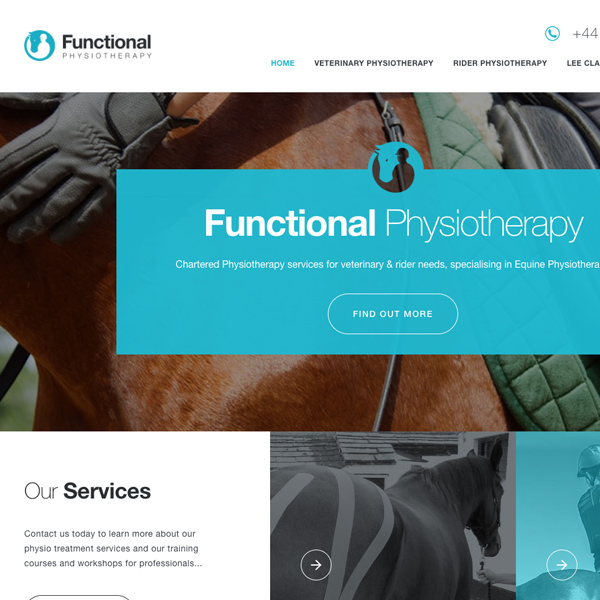 Functional
PHYSIOTHERAPY
+44
HOME VETERINARY PHYSIOTHERAPY RIDER PHYSIOTHERAPY LEE CLA
Functional Physiotherapy
Chartered Physiotherapy services for veterinary & rider needs, specialising in Equine Physiothera
FIND OUT MORE
Our Services
Contact us today to learn more about our
physio treatment services and our training
courses and workshops for professionals...